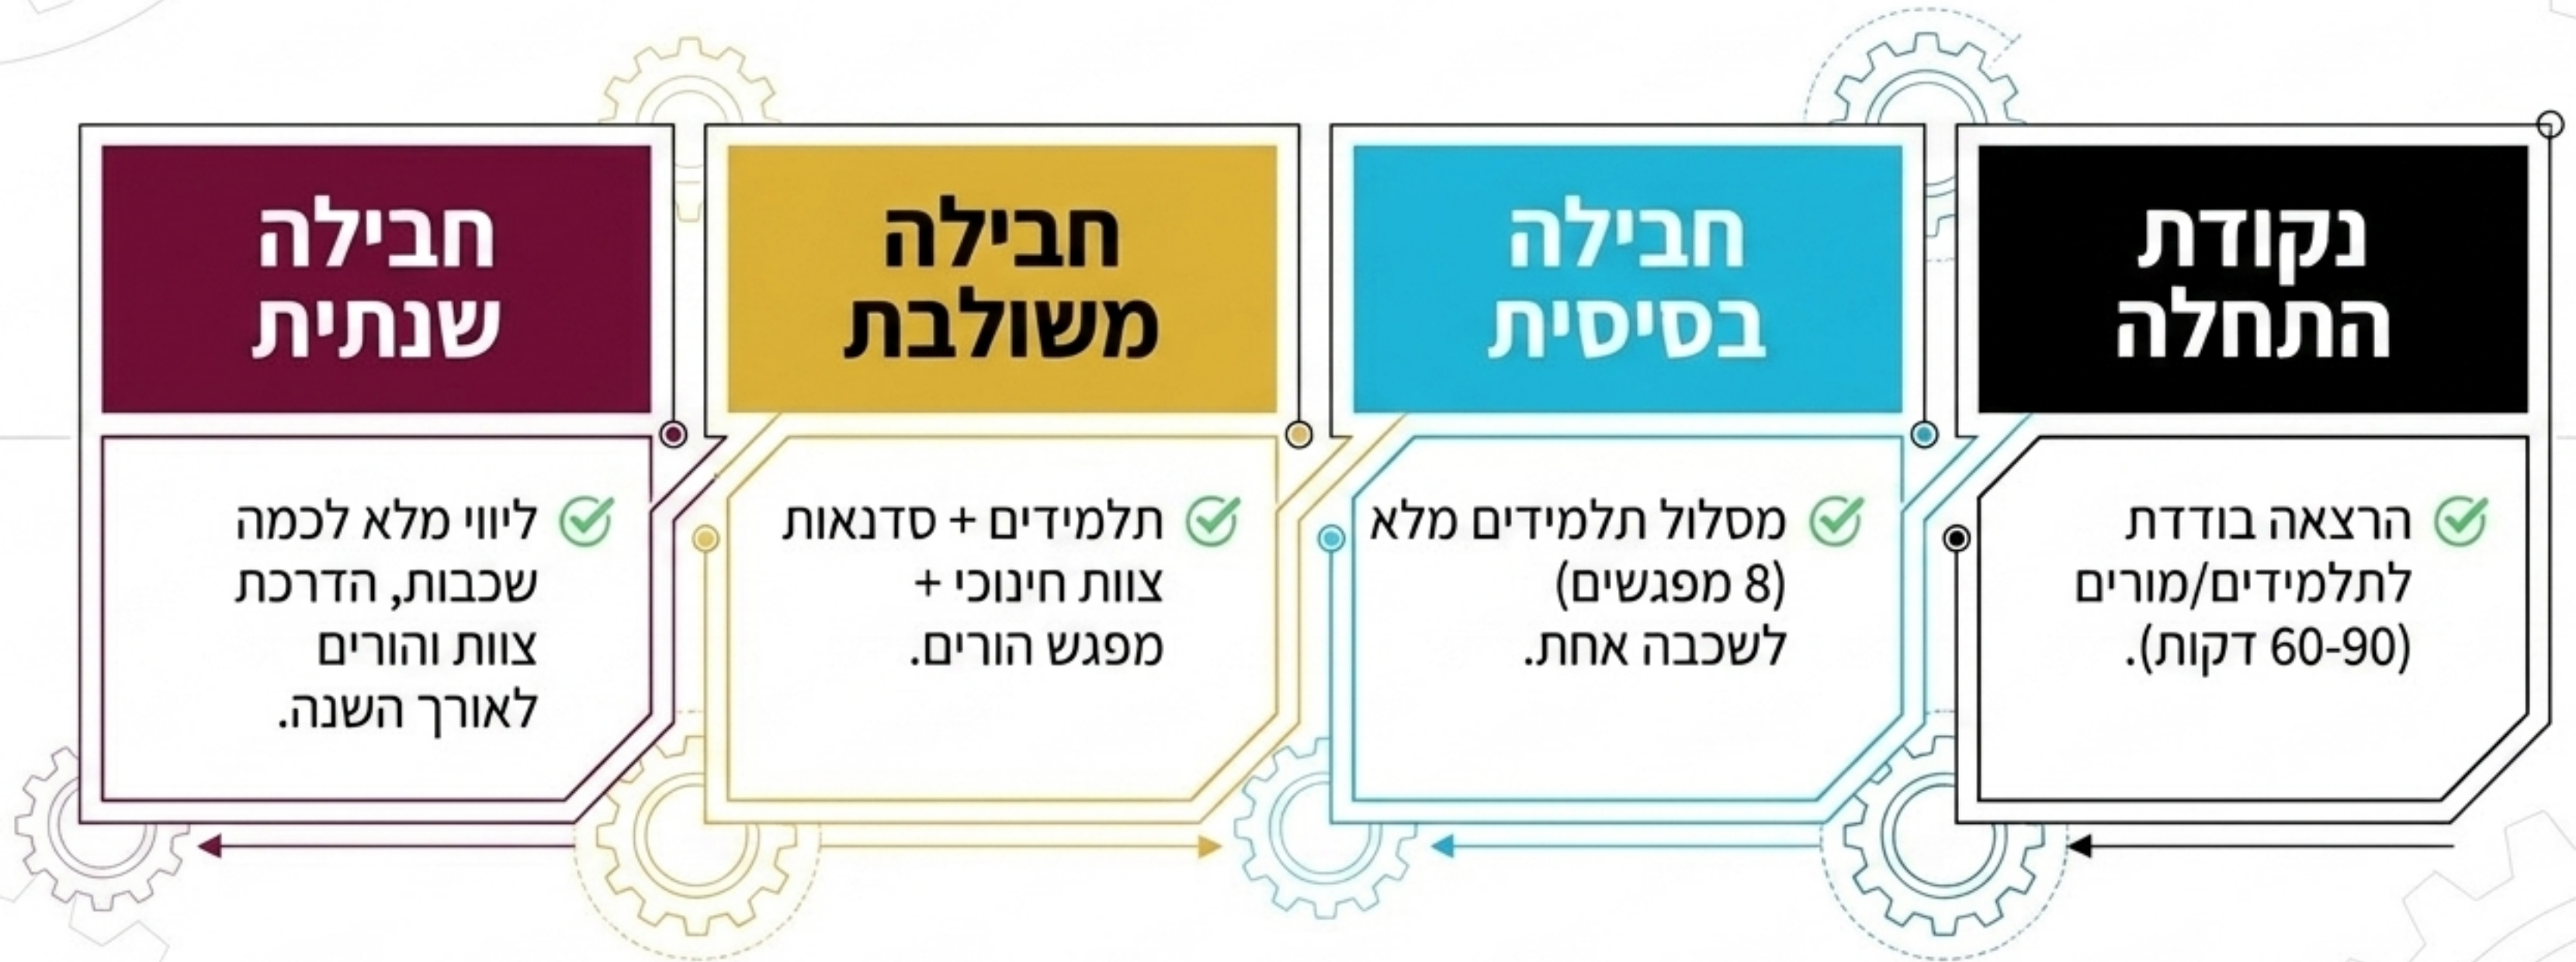 נקודת
התחלה
הרצאה בודדת
לתלמידים/מורים
(60-90 דקות).
חבילה
בסיסית
מסלול תלמידים מלא
(8 מפגשים)
לשכבה אחת.
חבילה
משולבת
תלמידים + סדנאות
צוות חינוכי +
מפגש הורים.
חבילה
שנתית
ליווי מלא לכמה
שכבות, הדרכת
צוות והורים
לאורך השנה.